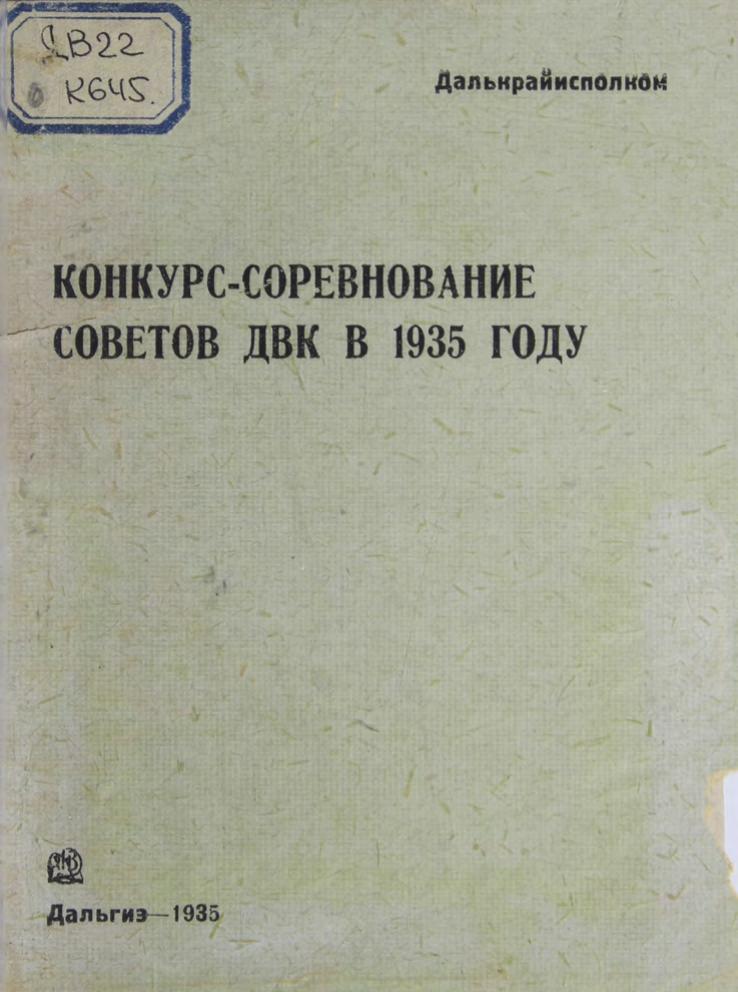 ДВ22
К645.
Далькрайисполком
КОНКУРС-СОРЕВНОВАНИЕ
СОВЕТОВ ДВК В 1935 ГОДУ
Дальгиз—1935